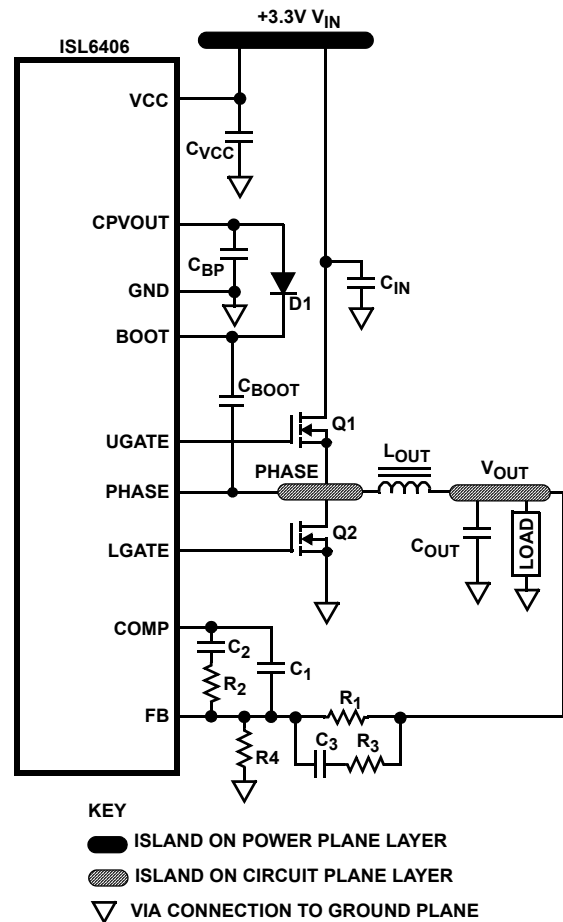 +3.3V VIN
ISL6406
VCC
CVCC
CPVOUT
CBP
GND
D1
CIN
BOOT
CBOOT
Q1
UGATE
LOUT
PHASE
PHASE
VOUT
Q2
COUT
LOAD
LGATE
COMP
C2
C1
R2
R1
FB
C3
R3
R4
KEY
ISLAND ON POWER PLANE LAYER
ISLAND ON CIRCUIT PLANE LAYER
VIA CONNECTION TO GROUND PLANE